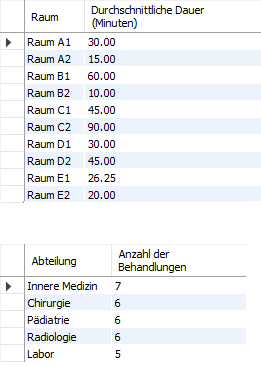 Raum Durchschnittliche Dauer
(Minuten)
Raum A1 30.00
Raum A2 15.00
Raum B1 60.00
Raum B2 10.00
Raum C1 45.00
Raum C2 90.00
Raum D1 30.00
Raum D2 45.00
Raum E1 26.25
Raum E2 20.00
Abteilung Anzahl der
Behandlungen
Innere Medizin 7
Chirurgie 6
Pädiatrie 6
Radiologie 6
Labor 5